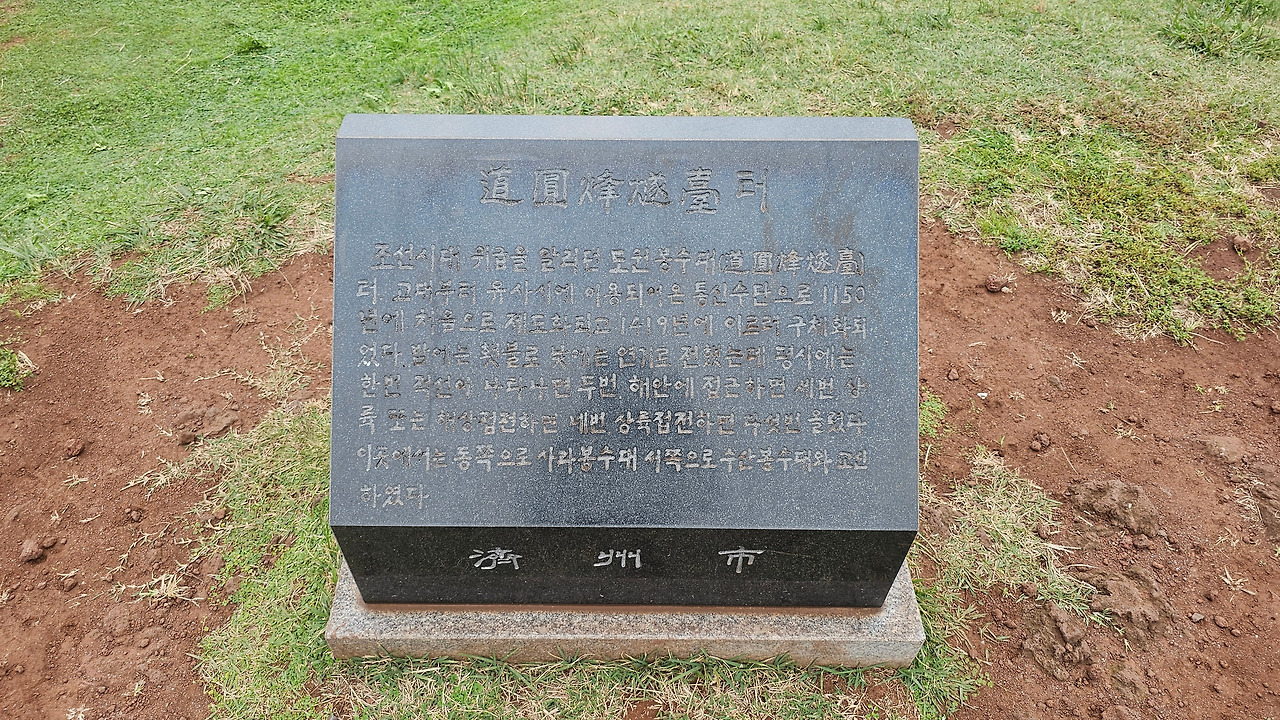 道圓烽燧臺터
조선시대 위급을 알리던 도원봉수대(道圓烽燧臺)
터. 고대부터 유사시에 이용되어온 통신수단으로 1150
년에 처음으로 제도화되고 1419년에 이르러 구체화되
었다. 밤에는 횃불로 낮에는 연기로 전했는데 평시에는
한번 적선이 나타나면 두번 해안에 접근하면 세번 상
륙 또는 해상접전하면 네번 상륙접전하면 다섯번 올렸다
이곳에서는 동쪽으로 사라봉수대 서쪽으로 수산봉수대와 교신
하였다
濟州市